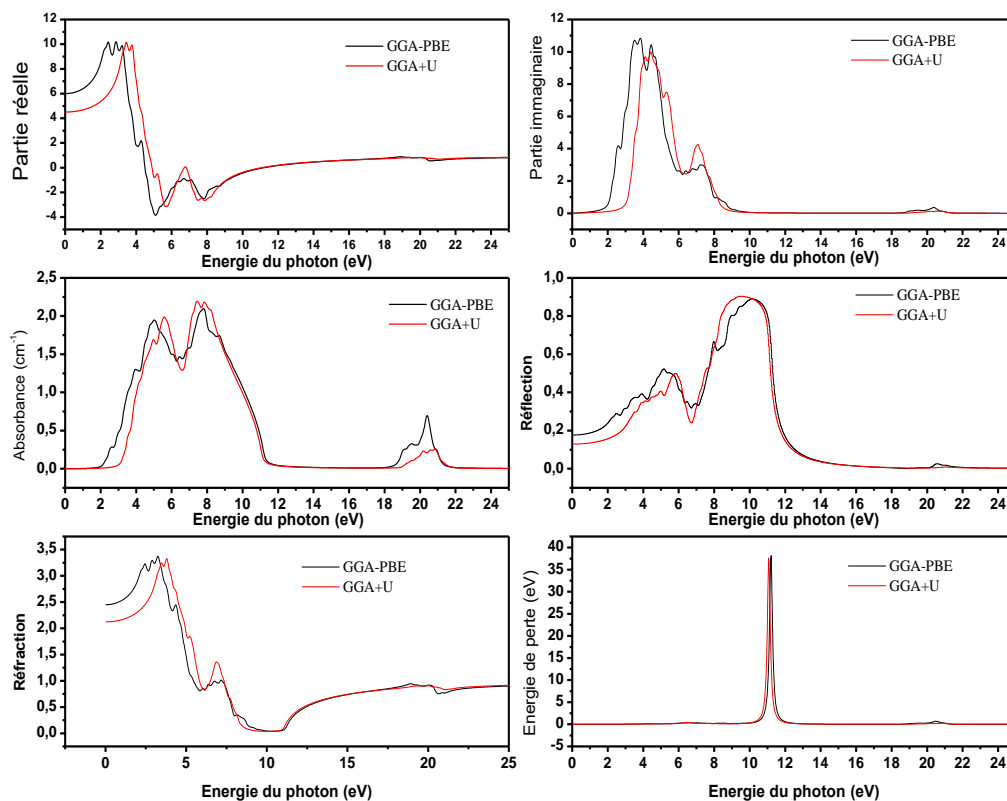 Partie réelle
12
10
8
6
4
2
0
-2
-4
0 2 4 6 8 10 12 14 16 18 20 22 24
Energie du photon (eV)
GGA-PBE
GGA+U
Partie immaginaire
12
10
8
6
4
2
0
0 2 4 6 8 10 12 14 16 18 20 22 24
Energie du photon (eV)
GGA-PBE
GGA+U
Absorbance (cm⁻¹)
2,5
2,0
1,5
1,0
0,5
0,0
0 2 4 6 8 10 12 14 16 18 20 22 24
Energie du photon (eV)
GGA-PBE
GGA+U
Réflection
1,2
0,8
0,4
0,0
0 2 4 6 8 10 12 14 16 18 20 22 24
Energie du photon (eV)
GGA-PBE
GGA+U
Réfraction
3,5
3,0
2,5
2,0
1,5
1,0
0,5
0,0
0 5 10 15 20 25
Energie du photon (eV)
GGA-PBE
GGA+U
Energie de perte (eV)
40
35
30
25
20
15
10
5
0
-5
0 2 4 6 8 10 12 14 16 18 20 22 24
Energie du photon (eV)
GGA-PBE
GGA+U